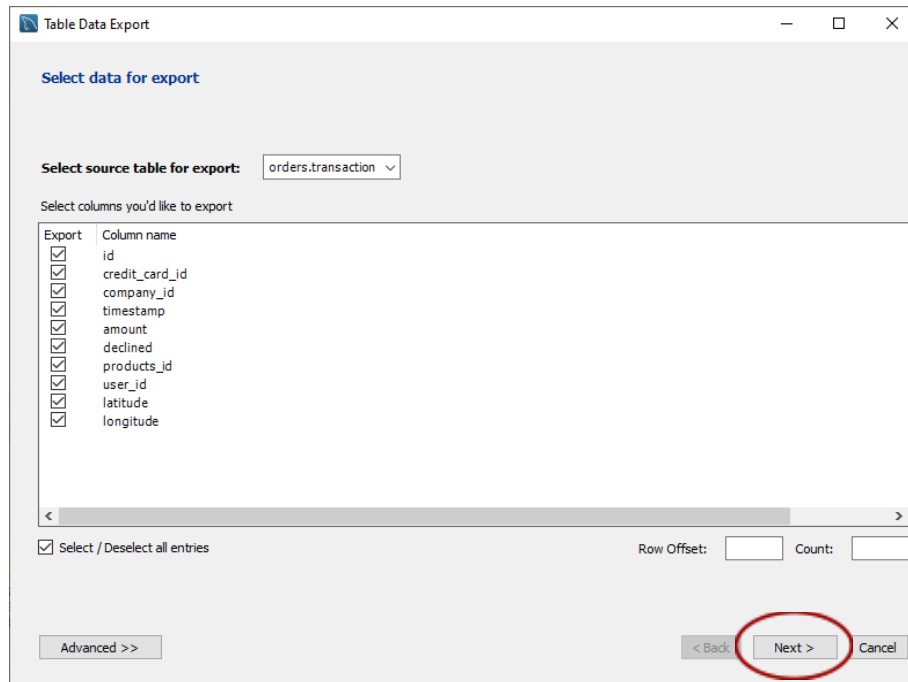 Table Data Export
Select data for export
Select source table for export: orders.transaction
Select columns you'd like to export
Export Column name
id
credit_card_id
company_id
timestamp
amount
declined
products_id
user_id
latitude
longitude
Select / Deselect all entries Row Offset: Count:
Advanced >> < Back Next > Cancel